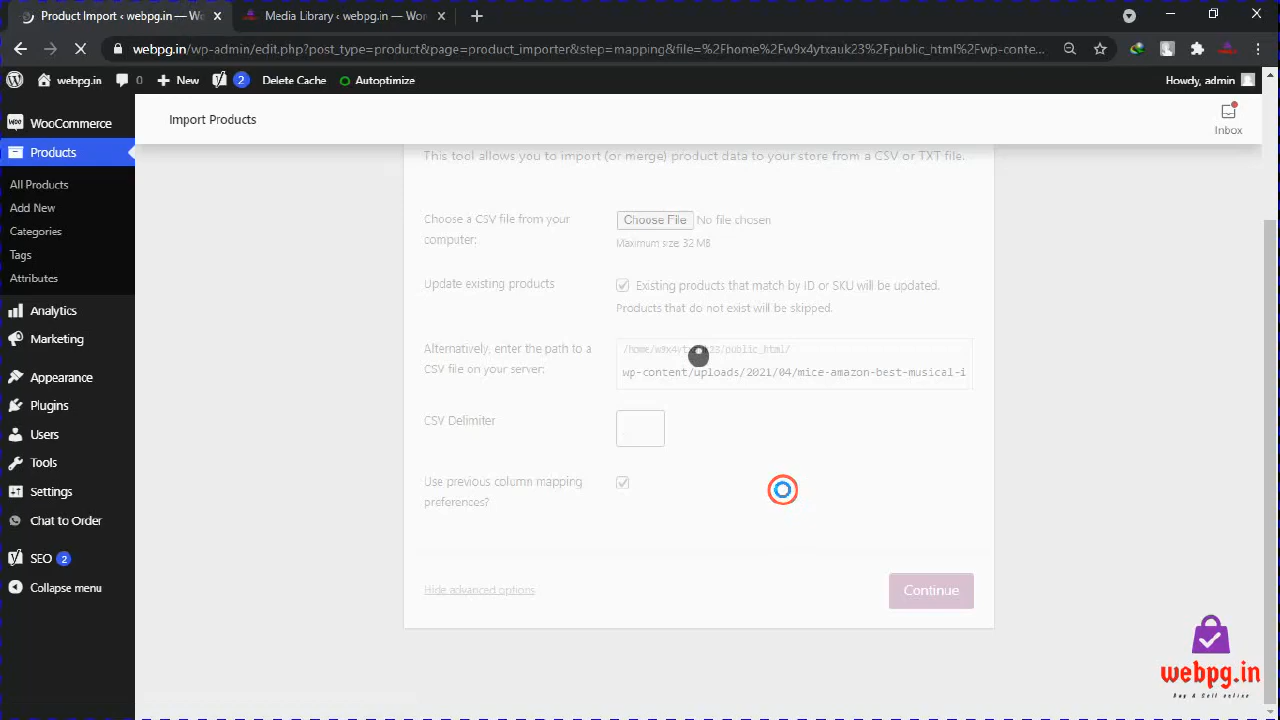 Product Import ‹ webpg.in — Wo
Media Library ‹ webpg.in — Wor
webpg.in/wp-admin/edit.php?post_type=product&page=product_importer&step=mapping&file=%2Fhome%2Fw9x4ytxauk23%2Fpublic_html%2Fwp-conte...
webpg.in
0
New
2
Delete Cache
Autoptimize
Howdy, admin
WooCommerce
Products
All Products
Add New
Categories
Tags
Attributes
Analytics
Marketing
Appearance
Plugins
Users
Tools
Settings
Chat to Order
SEO 2
Collapse menu
Import Products
Inbox
This tool allows you to import (or merge) product data to your store from a CSV or TXT file.
Choose a CSV file from your
computer:
Choose File No file chosen
Maximum size: 32 MB
Update existing products
Existing products that match by ID or SKU will be updated.
Products that do not exist will be skipped.
Alternatively, enter the path to a
CSV file on your server:
wp-content/uploads/2021/04/mice-amazon-best-musical-i
CSV Delimiter
Use previous column mapping
preferences?
Hide advanced options
Continue
webpg.in
Buy & Sell online